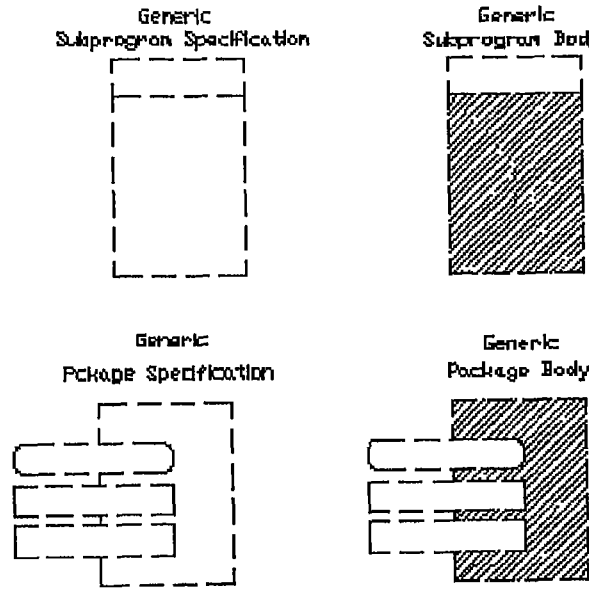 Generic
Subprogram Specification
Generic
Subprogram Bod
Generic
Pckage Specification
Generic
Package Body